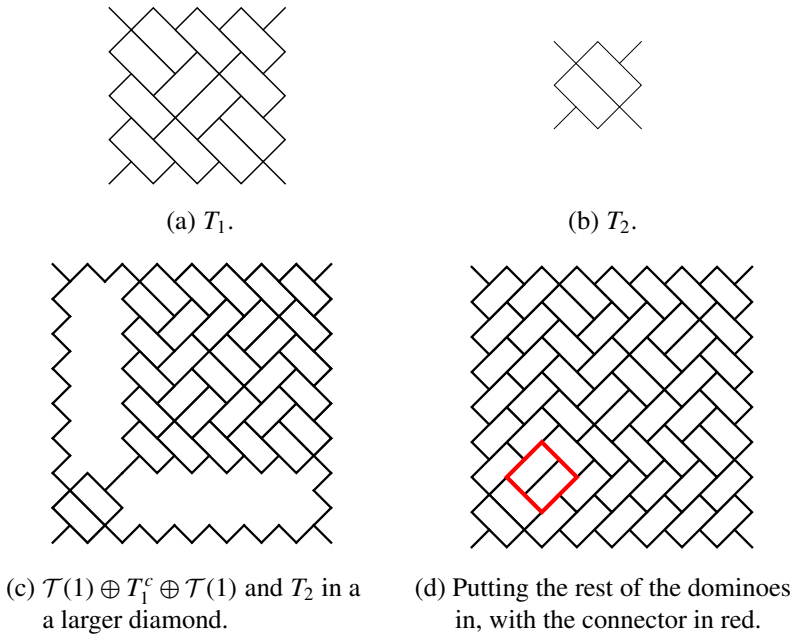 (a) T₁.
(b) T₂.
(c) 𝒯(1) ⊕ T₁ᶜ ⊕ 𝒯(1) and T₂ in a
a larger diamond.
(d) Putting the rest of the dominoes
in, with the connector in red.